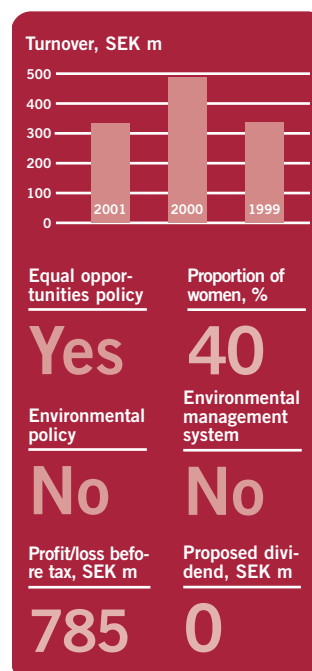 Turnover, SEK m
500
400
300
200
100
0
2001
2000
1999
Equal oppor-
tunities policy
Yes
Proportion of
women, %
40
Environmental
policy
No
Environmental
management
system
No
Profit/loss befo-
re tax, SEK m
785
Proposed divi-
dend, SEK m
0